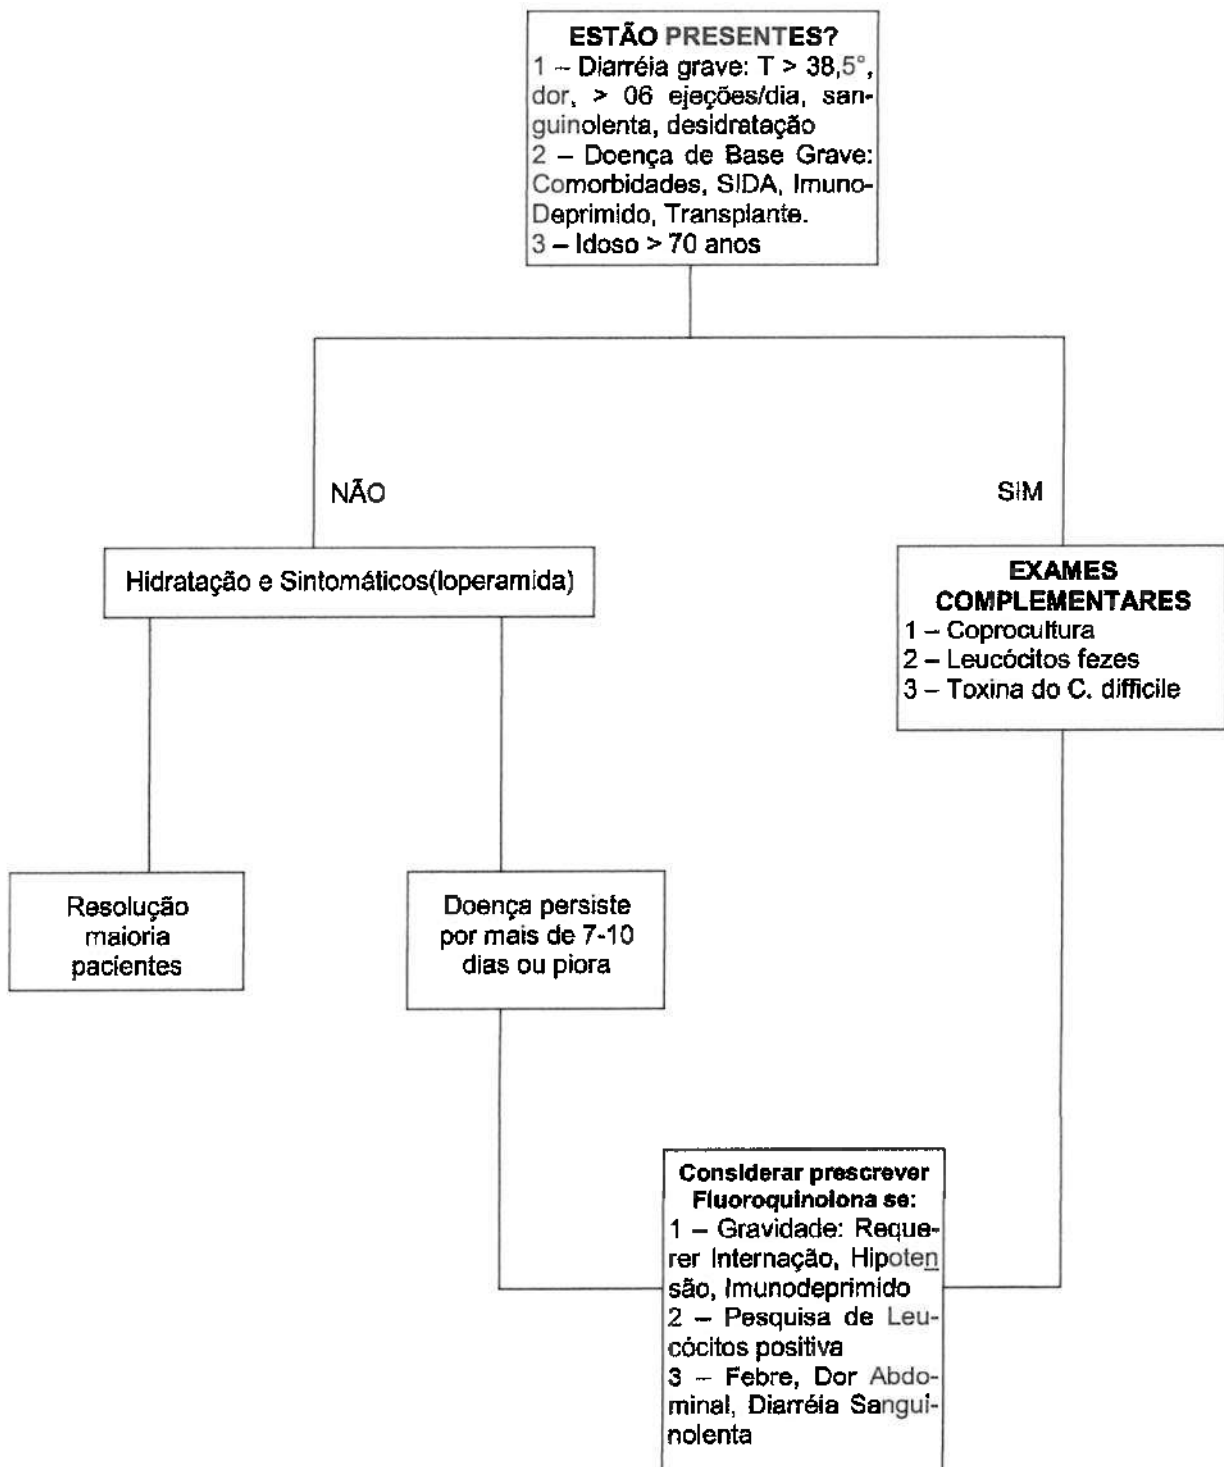 ESTÃO PRESENTES?
1 – Diarréia grave: T > 38,5°,
dor, > 06 ejeções/dia, san-
guinolenta, desidratação
2 – Doença de Base Grave:
Comorbidades, SIDA, Imuno-
Deprimido, Transplante.
3 – Idoso > 70 anos
NÃO
SIM
Hidratação e Sintomáticos(loperamida)
EXAMES
COMPLEMENTARES
1 – Coprocultura
2 – Leucócitos fezes
3 – Toxina do C. difficile
Resolução
maioria
pacientes
Doença persiste
por mais de 7-10
dias ou piora
Considerar prescrever
Fluoroquinolona se:
1 – Gravidade: Reque-
rer Internação, Hipoten
são, Imunodeprimido
2 – Pesquisa de Leu-
cócitos positiva
3 – Febre, Dor Abdo-
minal, Diarréia Sangui-
nolenta